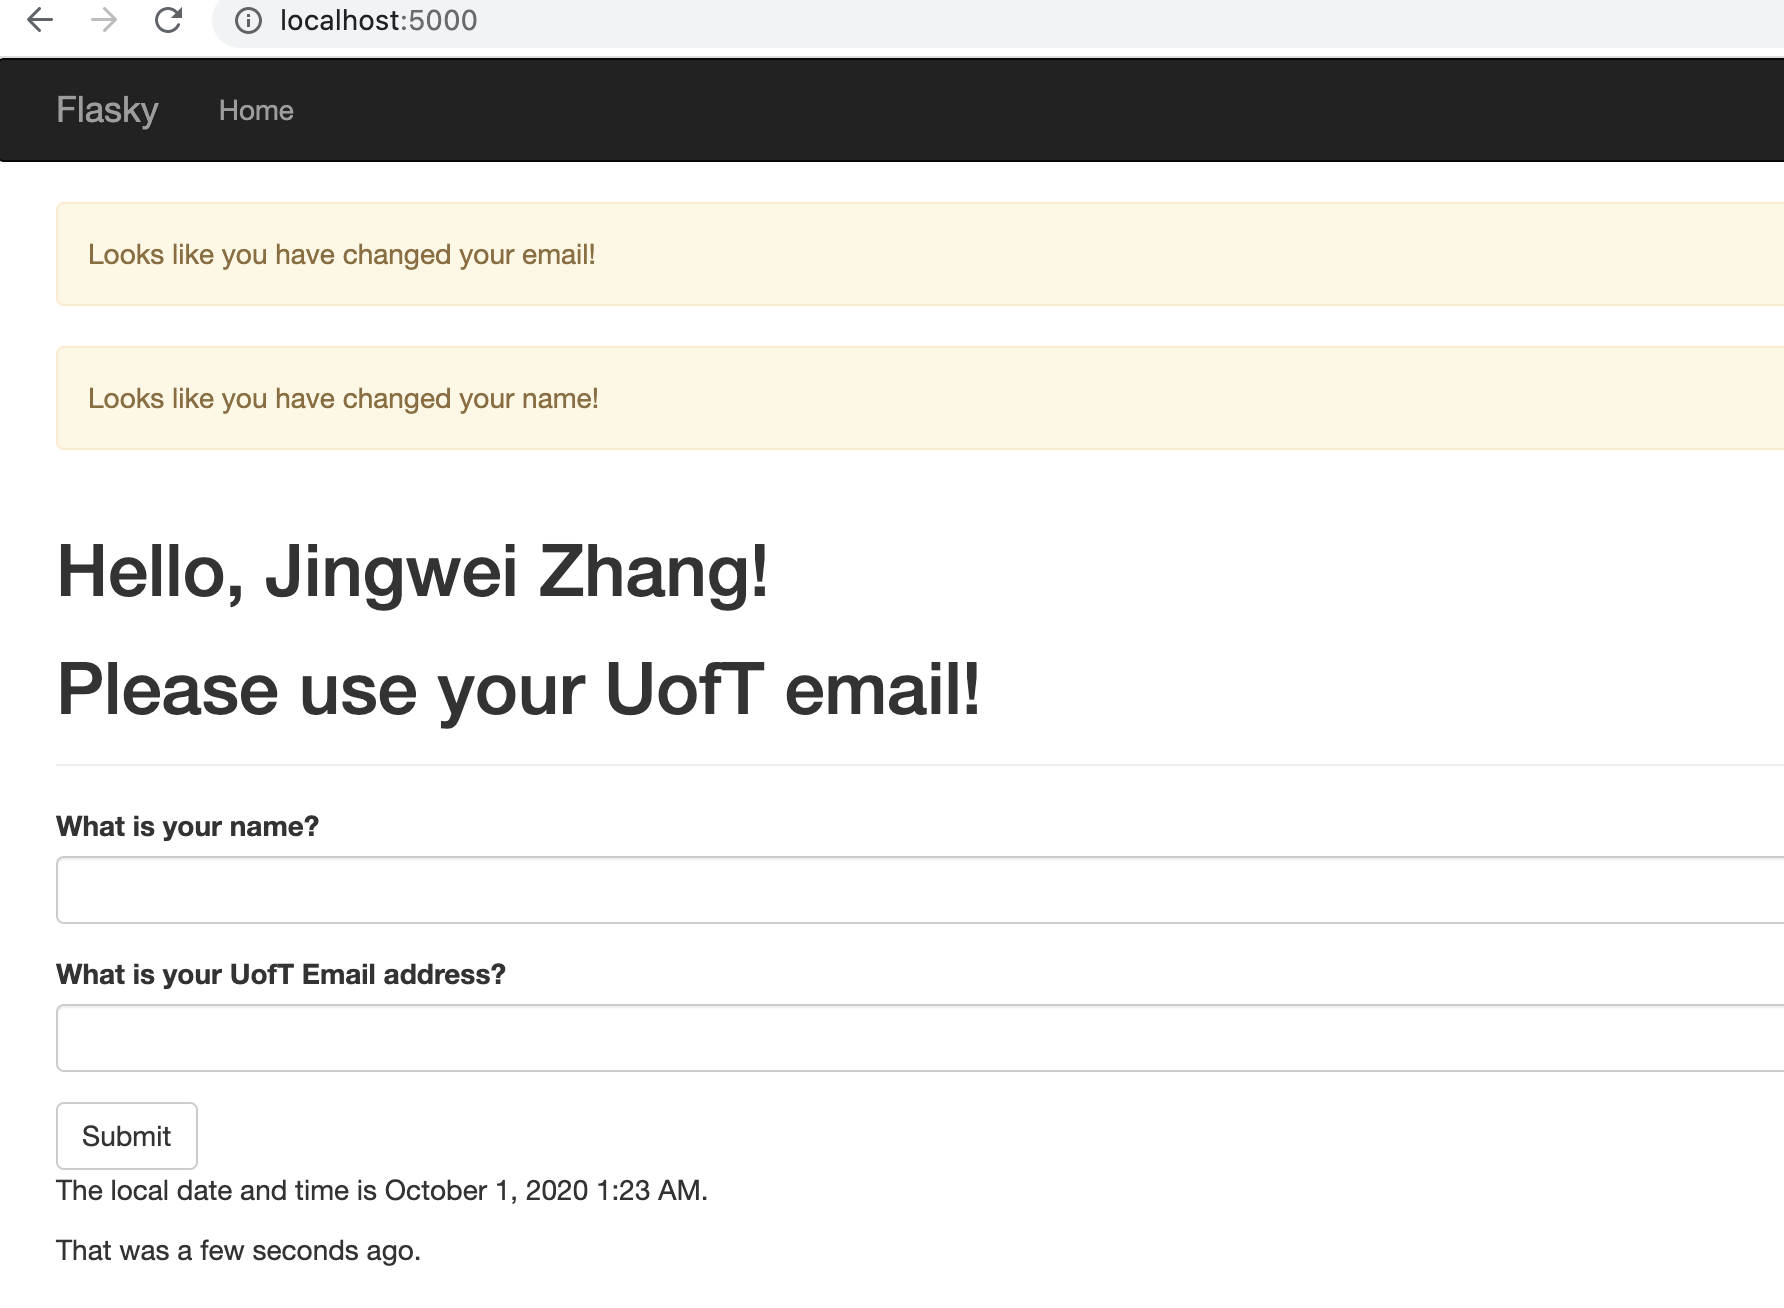 localhost:5000
Flasky Home
Looks like you have changed your email!
Looks like you have changed your name!
Hello, Jingwei Zhang!
Please use your UofT email!
What is your name?
What is your UofT Email address?
Submit
The local date and time is October 1, 2020 1:23 AM.
That was a few seconds ago.